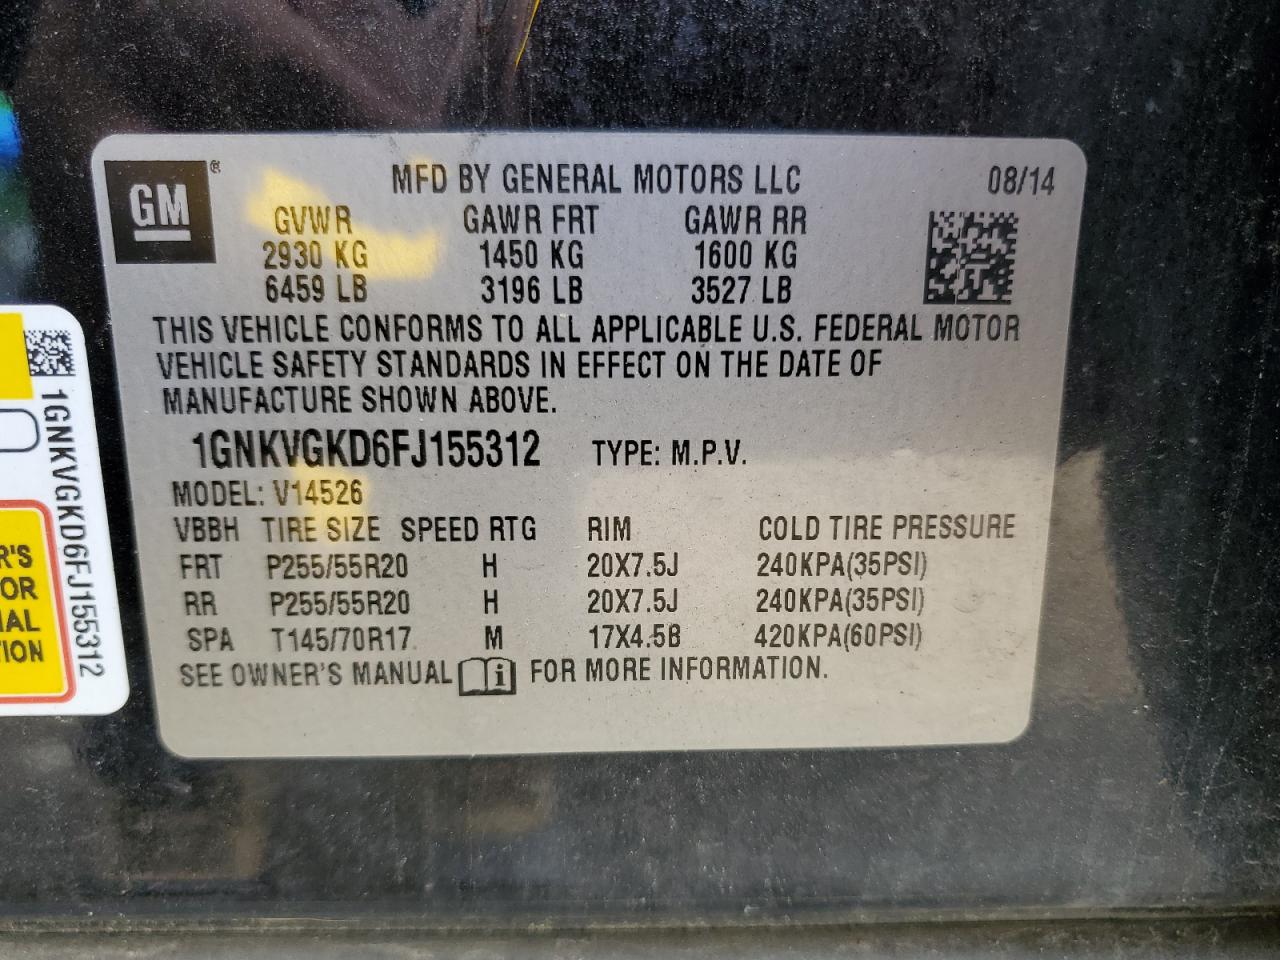 GM ®
MFD BY GENERAL MOTORS LLC 08/14
GVWR GAWR FRT GAWR RR
2930 KG 1450 KG 1600 KG
6459 LB 3196 LB 3527 LB
THIS VEHICLE CONFORMS TO ALL APPLICABLE U.S. FEDERAL MOTOR
VEHICLE SAFETY STANDARDS IN EFFECT ON THE DATE OF
MANUFACTURE SHOWN ABOVE.
1GNKVGKD6FJ155312 TYPE: M.P.V.
MODEL: V14526
VBBH TIRE SIZE SPEED RTG RIM COLD TIRE PRESSURE
FRT P255/55R20 H 20X7.5J 240KPA(35PSI)
RR P255/55R20 H 20X7.5J 240KPA(35PSI)
SPA T145/70R17 M 17X4.5B 420KPA(60PSI)
SEE OWNER'S MANUAL i FOR MORE INFORMATION.
1GNKVGKD6FJ155312
R'S
OR
IAL
TION